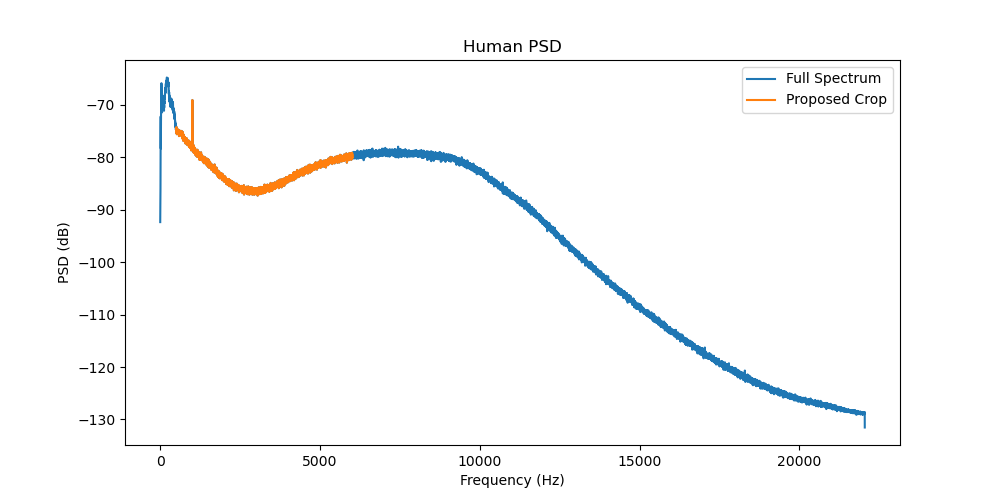 Human PSD
Full Spectrum
Proposed Crop
PSD (dB)
−70
−80
−90
−100
−110
−120
−130
0
5000
10000
15000
20000
Frequency (Hz)